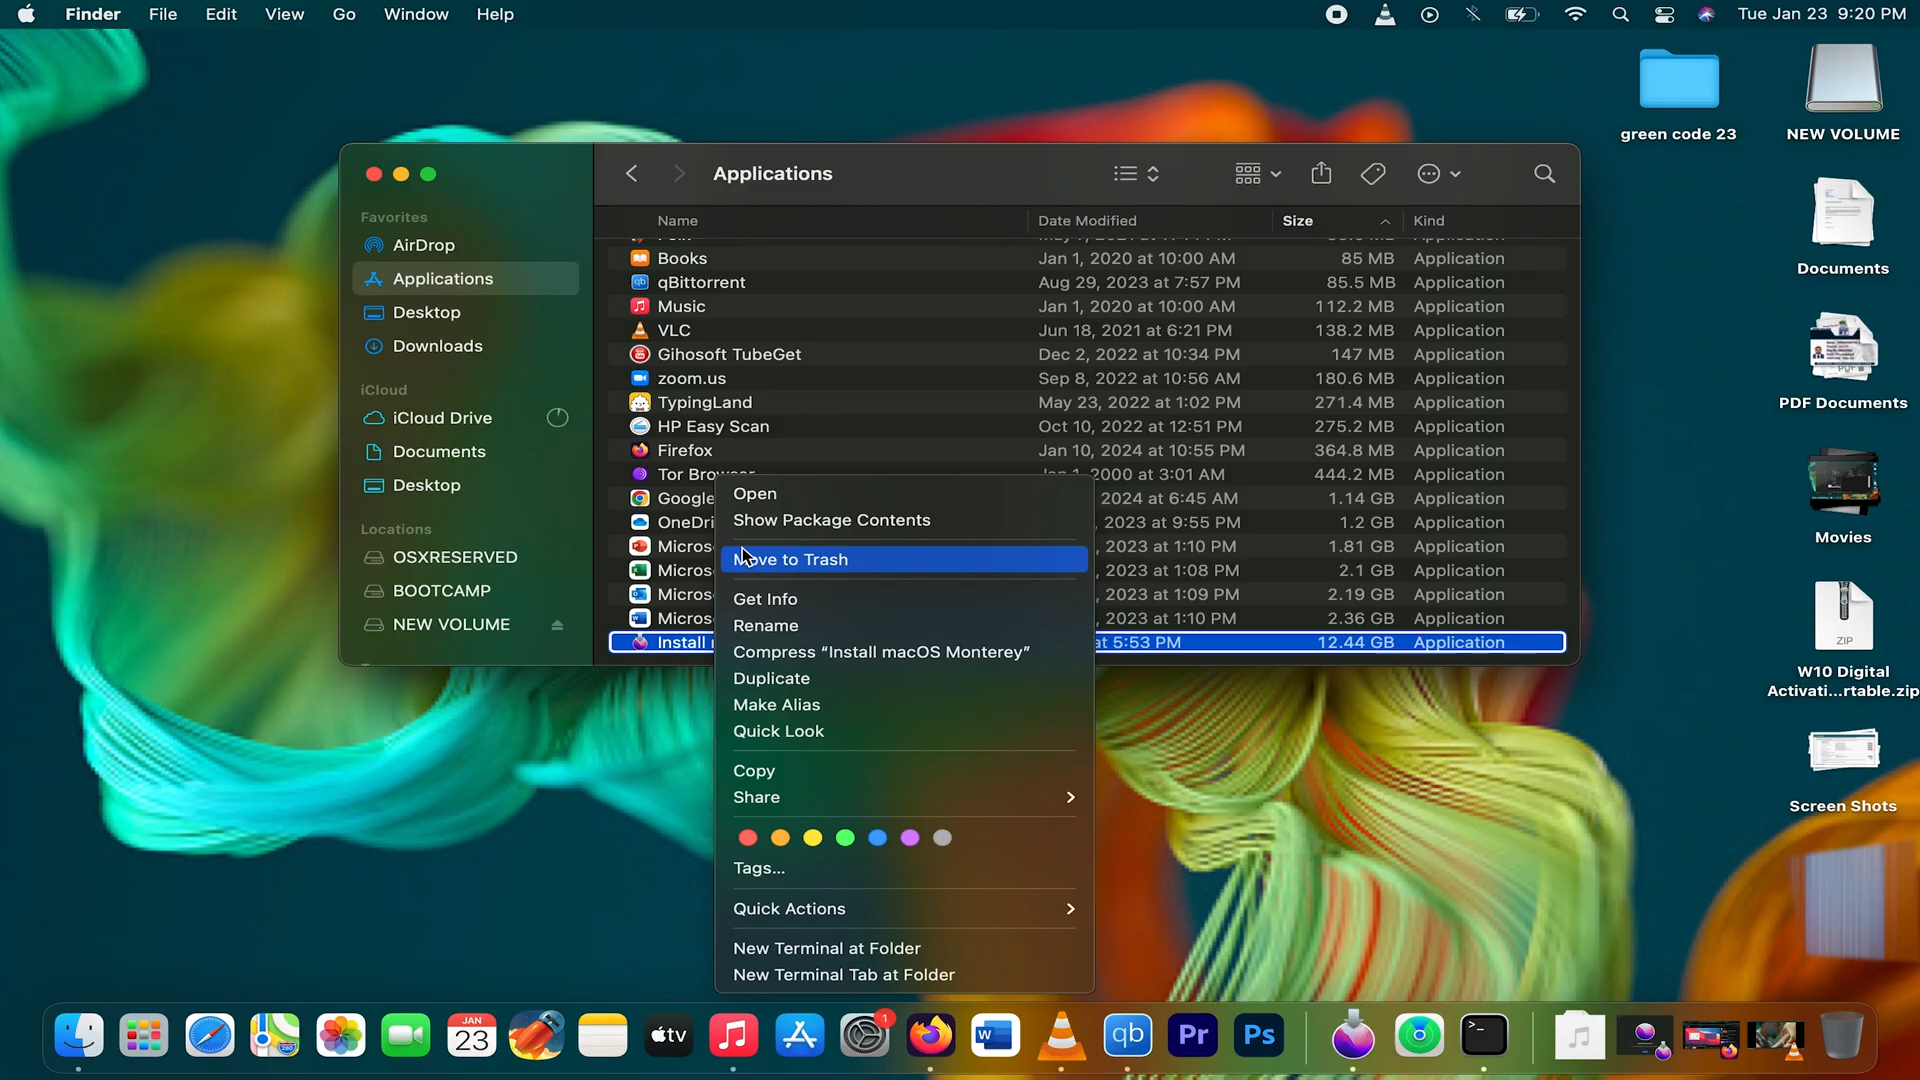 Finder File Edit View Go Window Help
Tue Jan 23 9:20 PM
green code 23
NEW VOLUME
Documents
PDF Documents
Movies
ZIP
W10 Digital
Activati...rtable.zip
Screen Shots
Applications
Favorites
AirDrop
Applications
Desktop
Downloads
iCloud
iCloud Drive
Documents
Desktop
Locations
OSXRESERVED
BOOTCAMP
NEW VOLUME
Name Date Modified Size Kind
Books Jan 1, 2020 at 10:00 AM 85 MB Application
qBittorrent Aug 29, 2023 at 7:57 PM 85.5 MB Application
Music Jan 1, 2020 at 10:00 AM 112.2 MB Application
VLC Jun 18, 2021 at 6:21 PM 138.2 MB Application
Gihosoft TubeGet Dec 2, 2022 at 10:34 PM 147 MB Application
zoom.us Sep 8, 2022 at 10:56 AM 180.6 MB Application
TypingLand May 23, 2022 at 1:02 PM 271.4 MB Application
HP Easy Scan Oct 10, 2022 at 12:51 PM 275.2 MB Application
Firefox Jan 10, 2024 at 10:55 PM 364.8 MB Application
Tor Browser Jan 1, 2000 at 3:01 AM 444.2 MB Application
Google 2024 at 6:45 AM 1.14 GB Application
OneDri , 2023 at 9:55 PM 1.2 GB Application
Micros , 2023 at 1:10 PM 1.81 GB Application
Micros , 2023 at 1:08 PM 2.1 GB Application
Micros , 2023 at 1:09 PM 2.19 GB Application
Micros , 2023 at 1:10 PM 2.36 GB Application
Install at 5:53 PM 12.44 GB Application
Open
Show Package Contents
Move to Trash
Get Info
Rename
Compress “Install macOS Monterey”
Duplicate
Make Alias
Quick Look
Copy
Share
Tags...
Quick Actions
New Terminal at Folder
New Terminal Tab at Folder
JAN
23
tv
1
W
qb
Pr
Ps